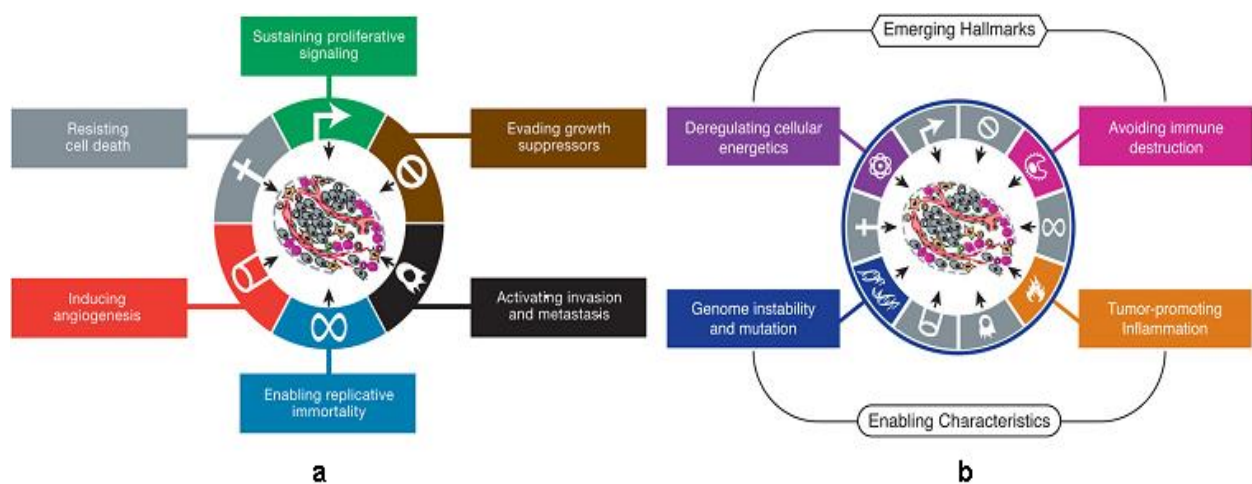 Sustaining proliferative
signaling
Resisting
cell death
Evading growth
suppressors
Inducing
angiogenesis
Activating invasion
and metastasis
Enabling replicative
immortality
a
Emerging Hallmarks
Deregulating cellular
energetics
Avoiding immune
destruction
Genome instability
and mutation
Tumor-promoting
Inflammation
Enabling Characteristics
b